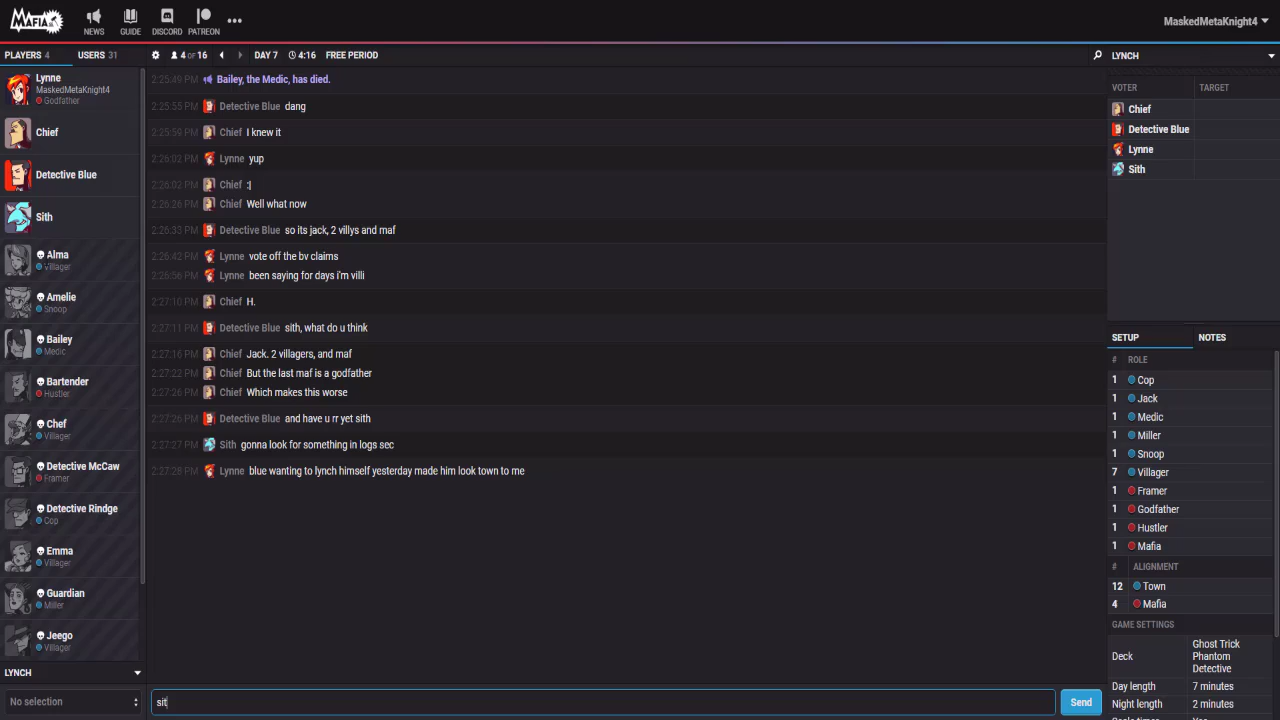 MAFIA
NEWS
GUIDE
DISCORD
PATREON
MaskedMetaKnight4
PLAYERS 4
USERS 31
4 of 16
DAY 7
4:16
FREE PERIOD
LYNCH
Lynne
MaskedMetaKnight4
Godfather
Chief
Detective Blue
Sith
Alma
Villager
Amelie
Snoop
Bailey
Medic
Bartender
Hustler
Chef
Villager
Detective McCaw
Framer
Detective Rindge
Cop
Emma
Villager
Guardian
Miller
Jeego
Villager
LYNCH
No selection
2:25:49 PM Bailey, the Medic, has died.
2:25:55 PM Detective Blue dang
2:25:59 PM Chief I knew it
2:26:02 PM Lynne yup
2:26:02 PM Chief :|
2:26:26 PM Chief Well what now
2:26:33 PM Detective Blue so its jack, 2 villys and maf
2:26:42 PM Lynne vote off the bv claims
2:26:56 PM Lynne been saying for days i'm villi
2:27:10 PM Chief H.
2:27:11 PM Detective Blue sith, what do u think
2:27:16 PM Chief Jack. 2 villagers, and maf
2:27:22 PM Chief But the last maf is a godfather
2:27:26 PM Chief Which makes this worse
2:27:26 PM Detective Blue and have u rr yet sith
2:27:27 PM Sith gonna look for something in logs sec
2:27:28 PM Lynne blue wanting to lynch himself yesterday made him look town to me
sit
Send
VOTER TARGET
Chief
Detective Blue
Lynne
Sith
SETUP NOTES
# ROLE
1 Cop
1 Jack
1 Medic
1 Miller
1 Snoop
7 Villager
1 Framer
1 Godfather
1 Hustler
1 Mafia
# ALIGNMENT
12 Town
4 Mafia
GAME SETTINGS
Deck Ghost Trick Phantom Detective
Day length 7 minutes
Night length 2 minutes